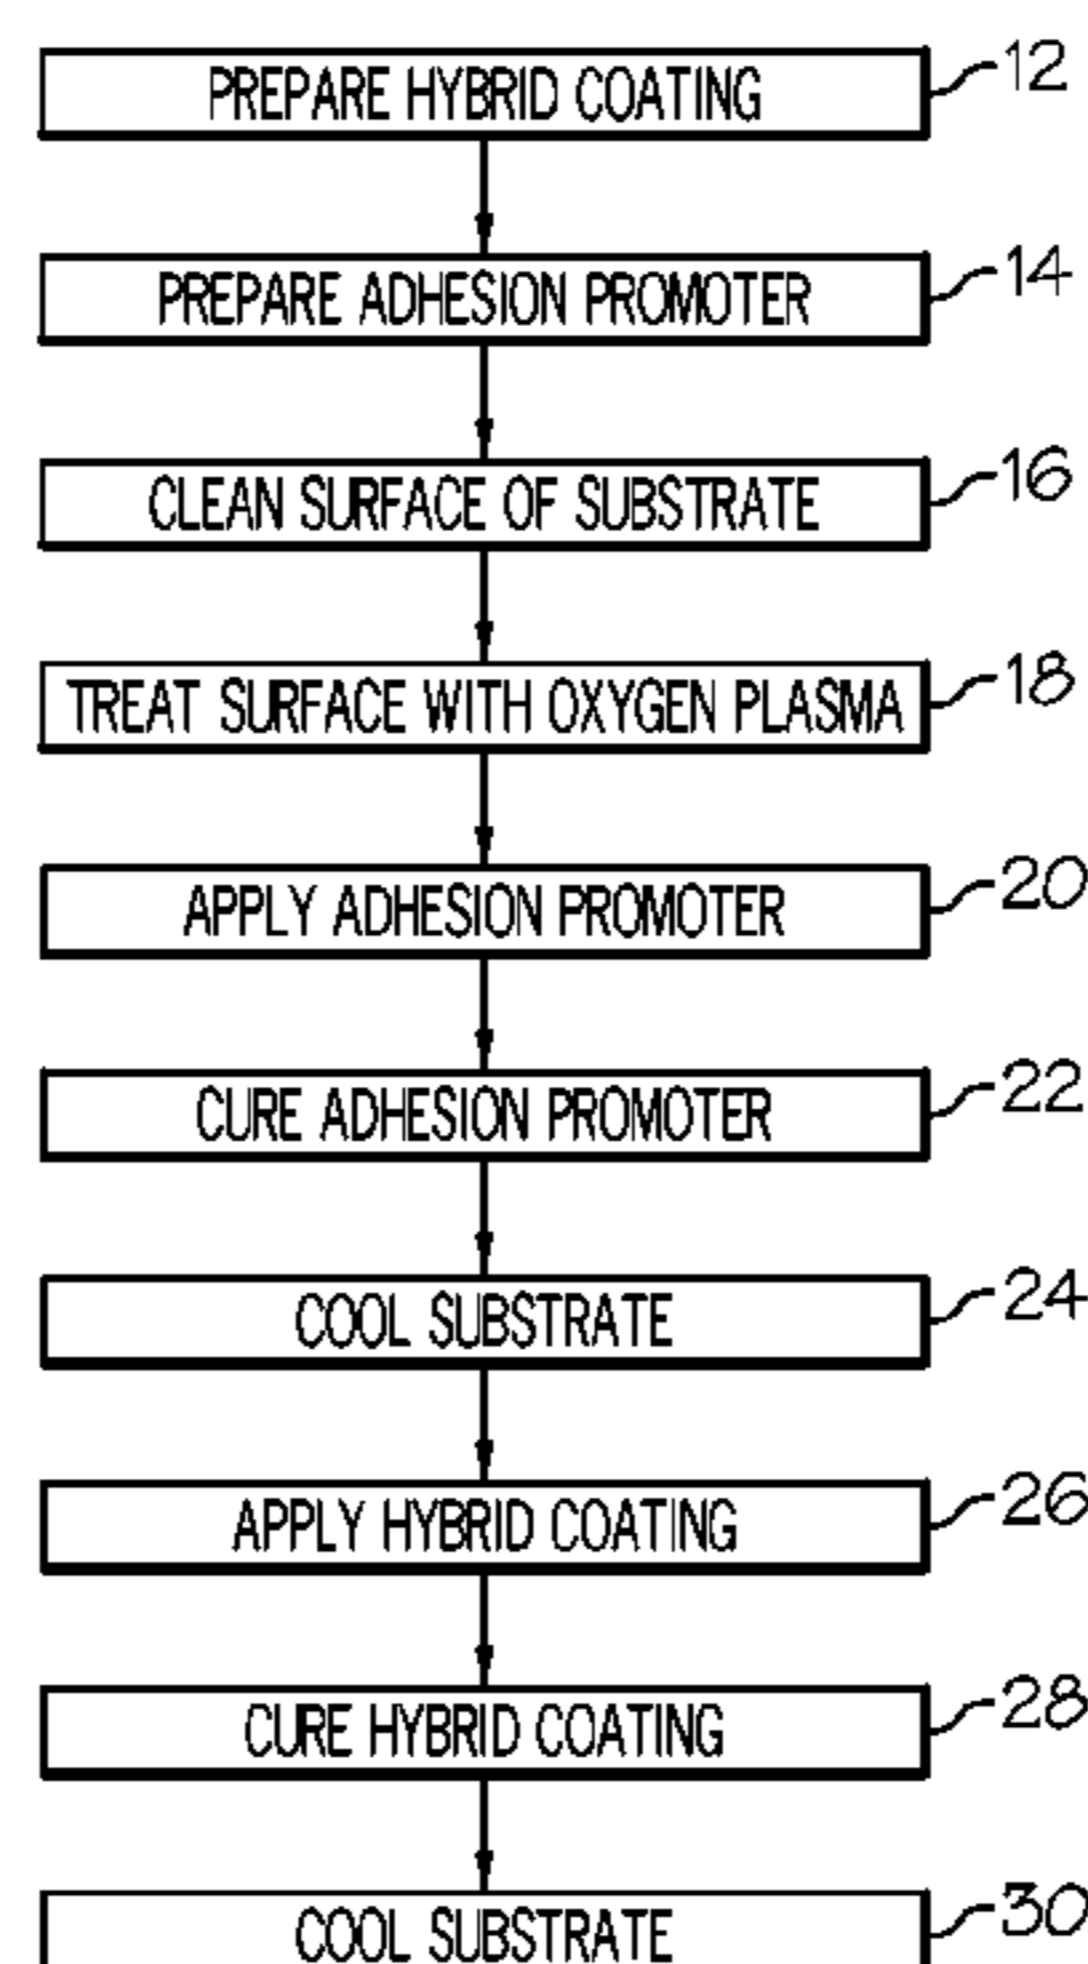 PREPARE HYBRID COATING 12
PREPARE ADHESION PROMOTER 14
CLEAN SURFACE OF SUBSTRATE 16
TREAT SURFACE WITH OXYGEN PLASMA 18
APPLY ADHESION PROMOTER 20
CURE ADHESION PROMOTER 22
COOL SUBSTRATE 24
APPLY HYBRID COATING 26
CURE HYBRID COATING 28
COOL SUBSTRATE 30